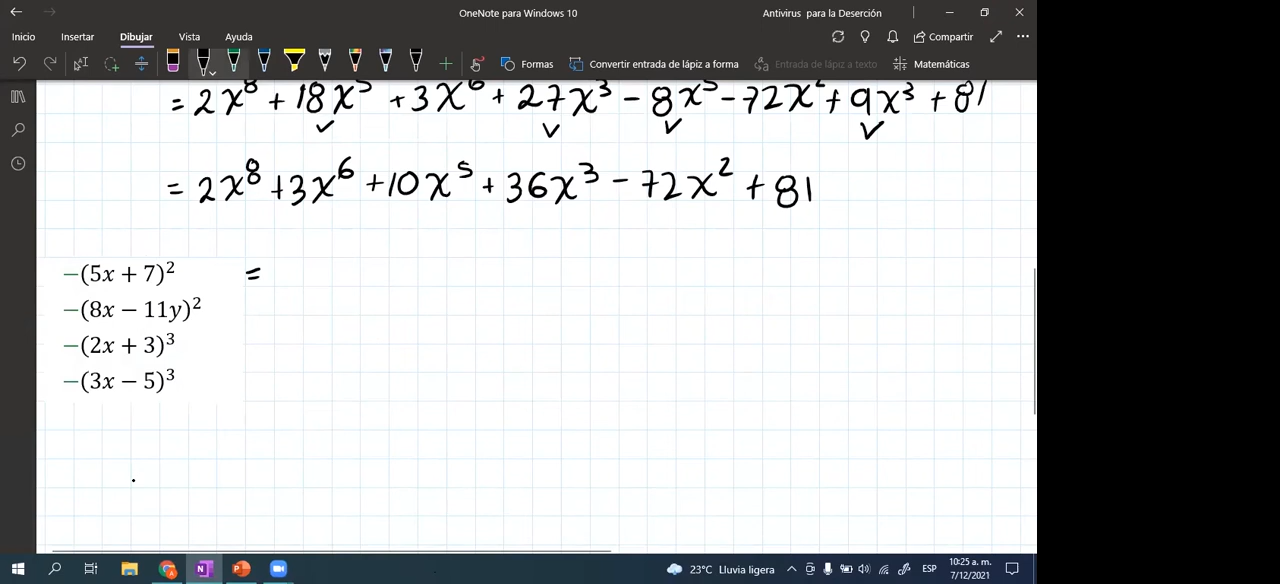 OneNote para Windows 10
Antivirus para la Deserción
Inicio Insertar Dibujar Vista Ayuda
Compartir
Formas
Convertir entrada de lápiz a forma
Entrada de lápiz a texto
Matemáticas
= 2x⁸ + 18x⁵ + 3x⁶ + 27x³ - 8x⁵ - 72x² + 9x³ + 81
= 2x⁸ + 3x⁶ + 10x⁵ + 36x³ - 72x² + 81
−(5x + 7)² =
−(8x − 11y)²
−(2x + 3)³
−(3x − 5)³
23°C Lluvia ligera
ESP
10:25 a. m.
7/12/2021